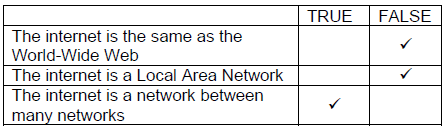 TRUE FALSE
The internet is the same as the
World-Wide Web ✓
The internet is a Local Area Network ✓
The internet is a network between
many networks ✓